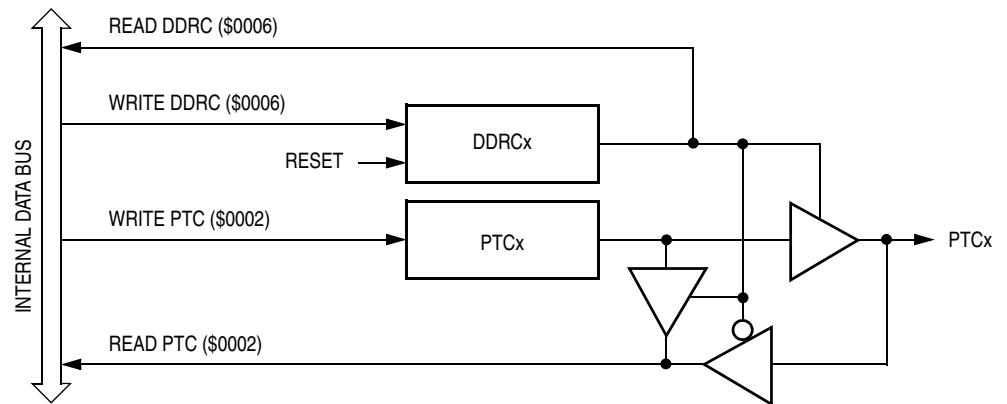 READ DDRC ($0006)
WRITE DDRC ($0006)
DDRCx
RESET
WRITE PTC ($0002)
PTCx
PTCx
READ PTC ($0002)
INTERNAL DATA BUS